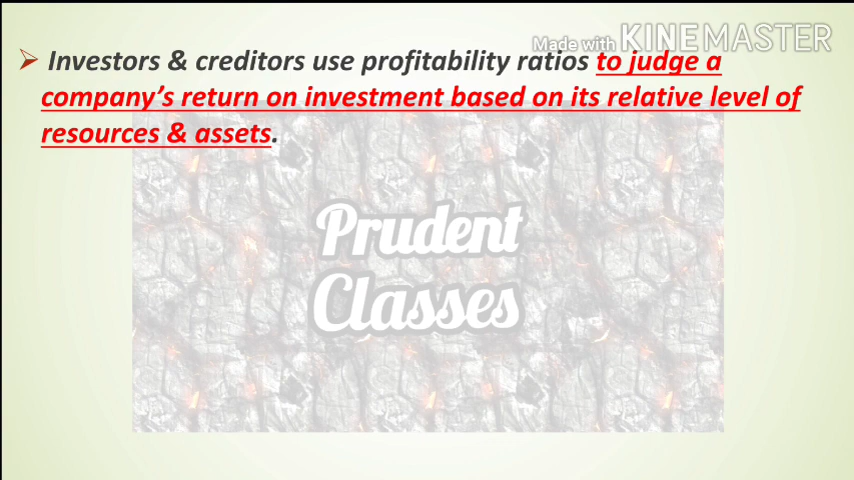 Made with KINEMASTER
➢ Investors & creditors use profitability ratios to judge a
company’s return on investment based on its relative level of
resources & assets.
Prudent
Classes